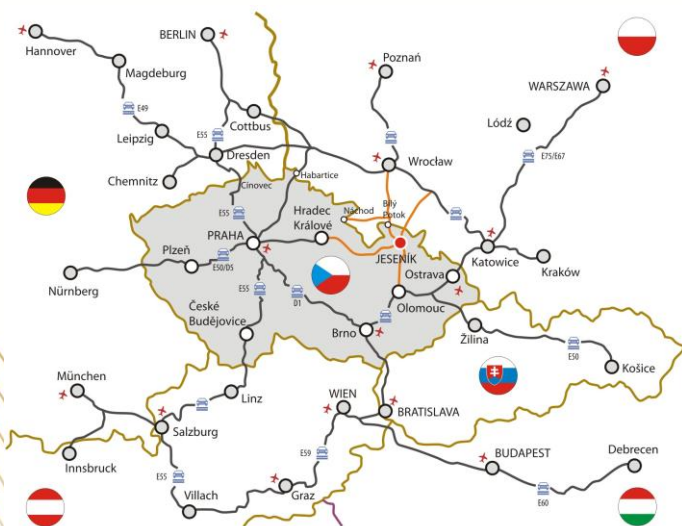 Hannover
BERLIN
Poznań
WARSZAWA
Magdeburg
E49
Cottbus
Łódź
Leipzig
E55
Dresden
Wrocław
E75/E67
Chemnitz
Cínovec
Habartice
E55
Náchod
Bílý
Potok
Hradec
Králové
PRAHA
JESENÍK
Katowice
Kraków
Plzeň
E50/D5
Ostrava
Nürnberg
E55
D1
Olomouc
České
Budějovice
Brno
Žilina
E50
Košice
München
Linz
WIEN
BRATISLAVA
Salzburg
E59
BUDAPEST
Debrecen
Innsbruck
E55
Villach
Graz
E60